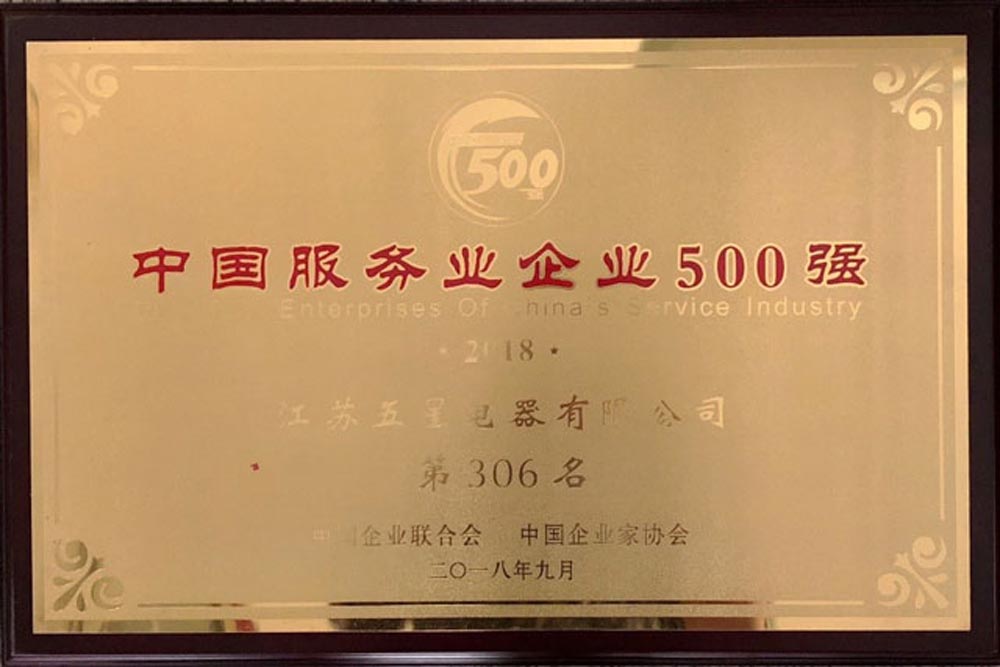 500
强
中国服务业企业500强
Enterprises Of China's Service Industry
·2018·
江苏五星电器有限公司
第306名
中国企业联合会 中国企业家协会
二〇一八年九月